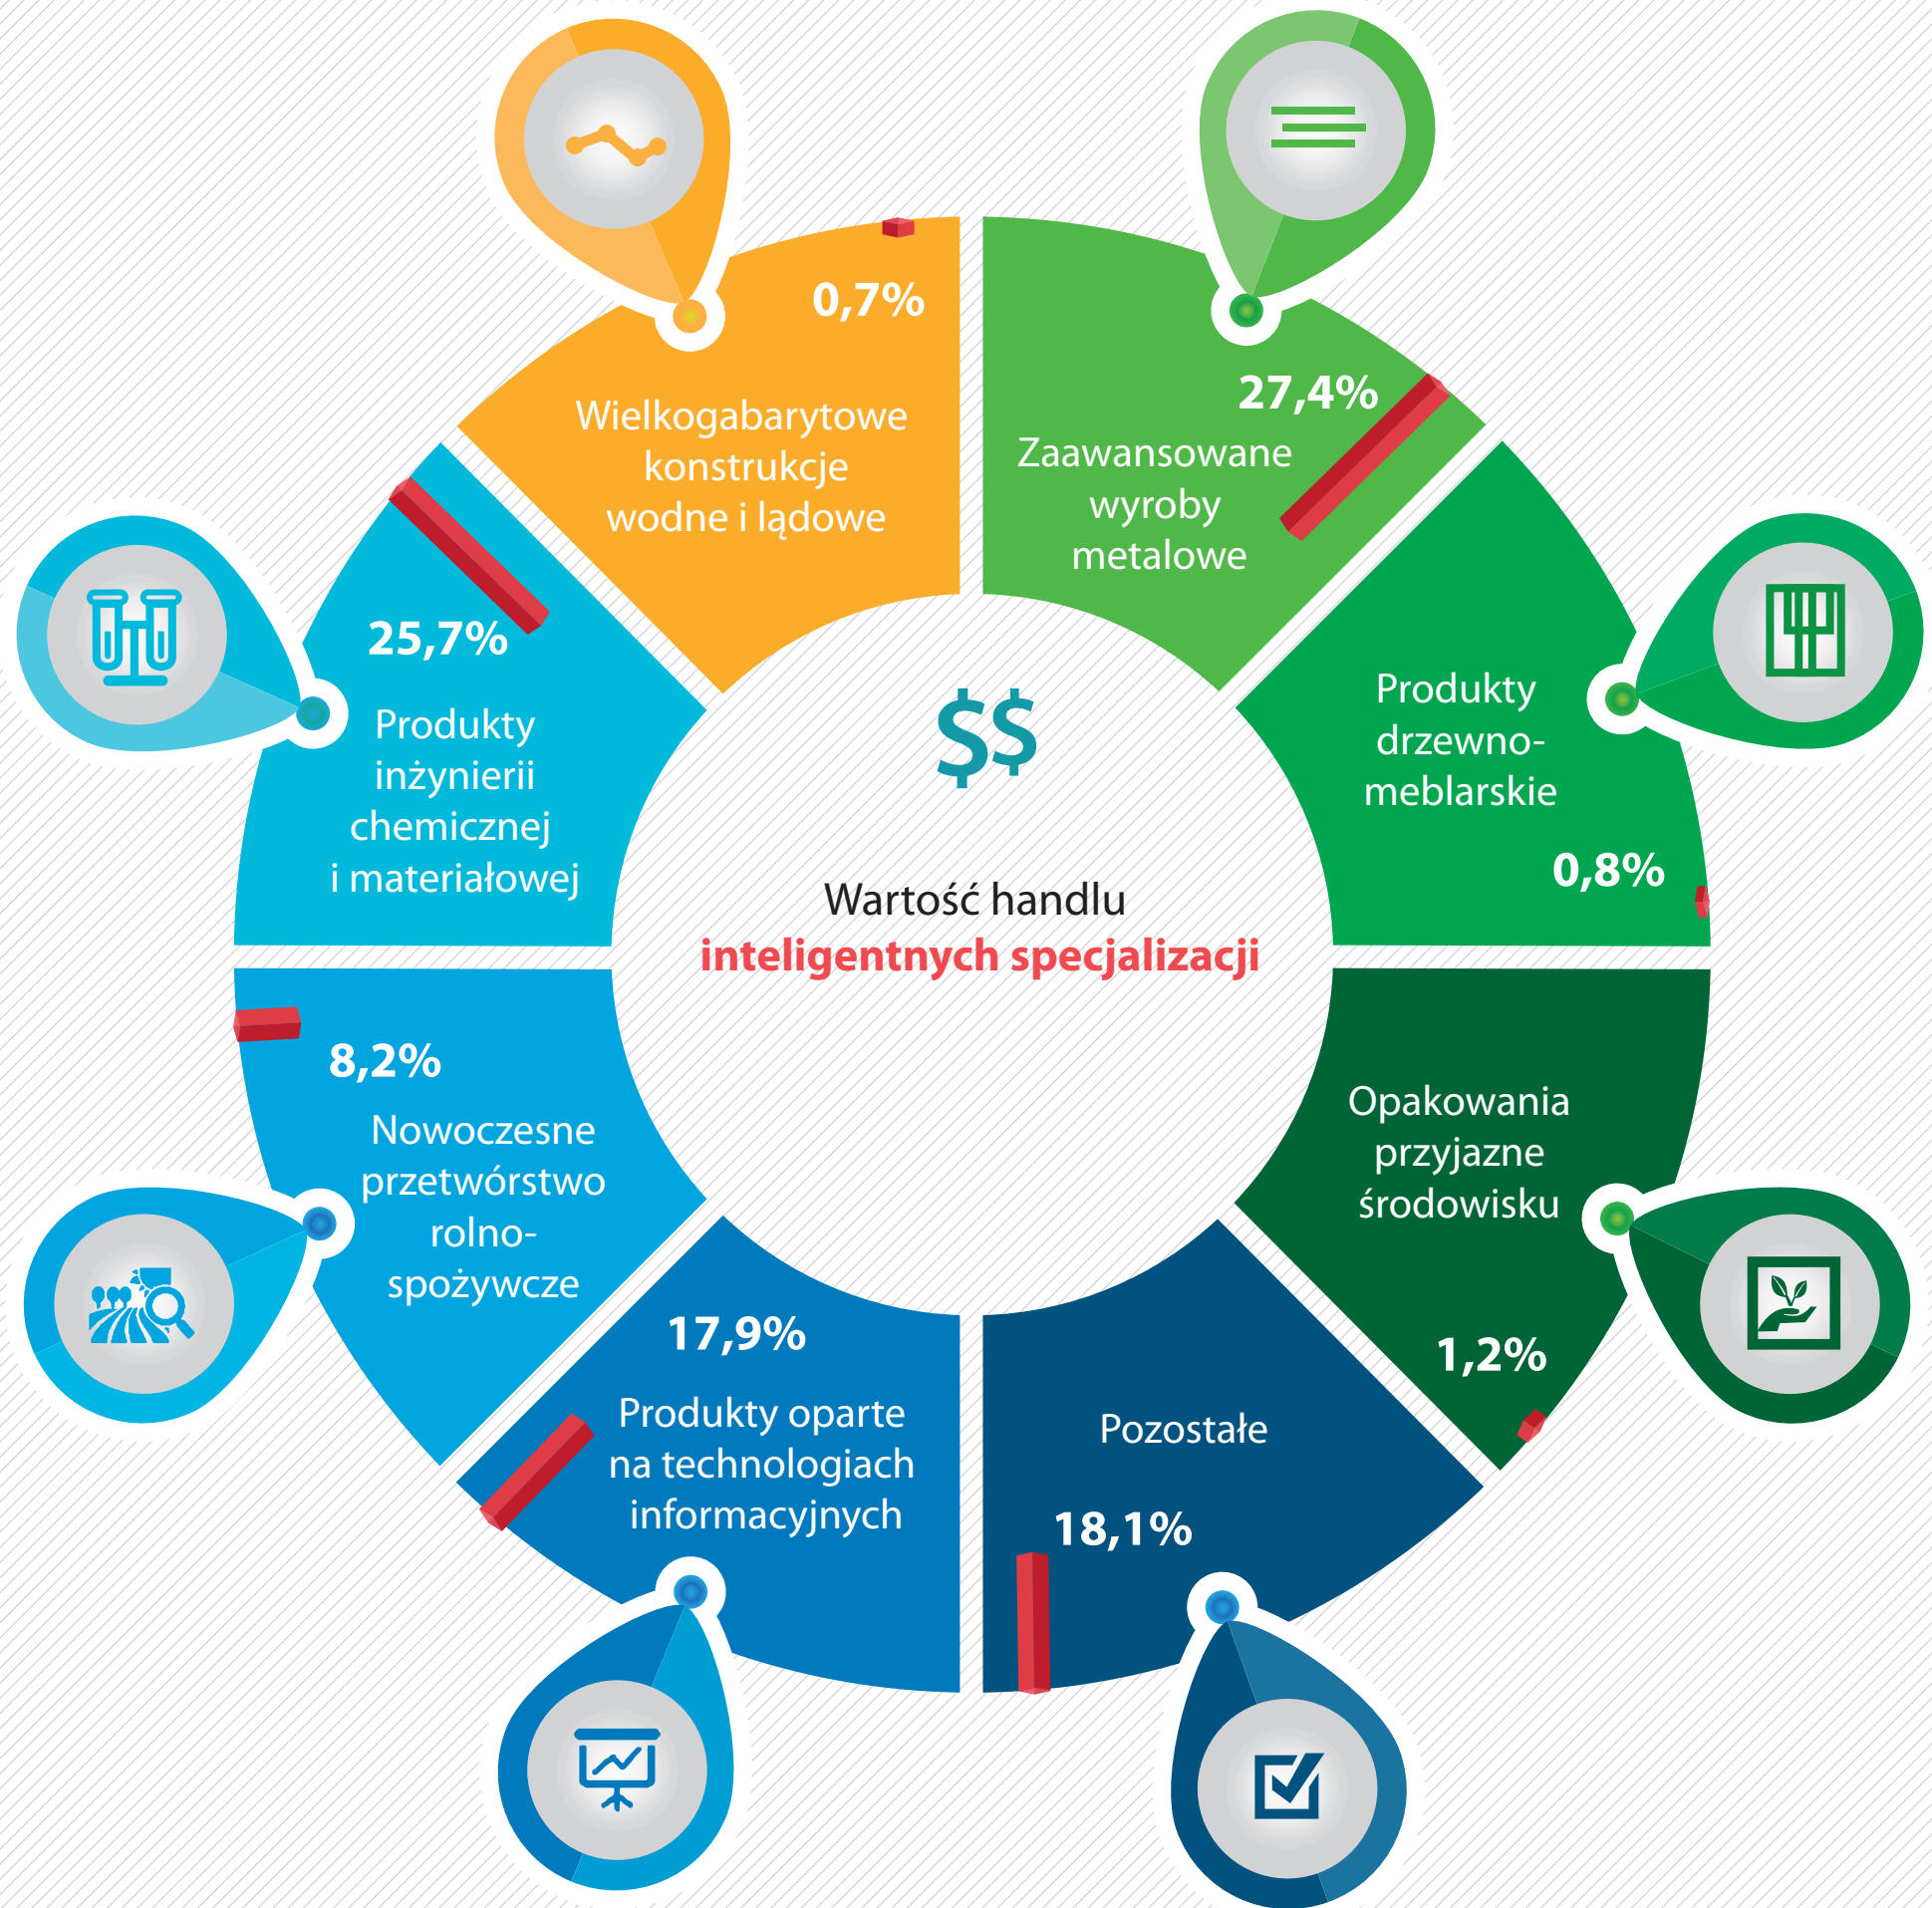 0,7%
Wielkogabarytowe
konstrukcje
wodne i lądowe
27,4%
Zaawansowane
wyroby
metalowe
Produkty
drzewno-
meblarskie
0,8%
Opakowania
przyjazne
środowisku
1,2%
Pozostałe
18,1%
17,9%
Produkty oparte
na technologiach
informacyjnych
8,2%
Nowoczesne
przetwórstwo
rolno-
spożywcze
25,7%
Produkty
inżynierii
chemicznej
i materiałowej
$$
Wartość handlu
inteligentnych specjalizacji